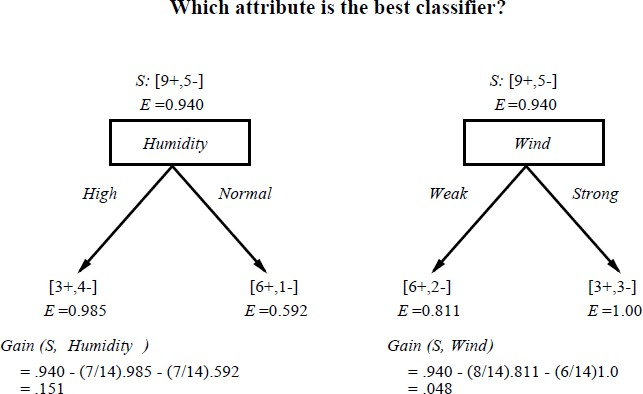 Which attribute is the best classifier?
S: [9+,5-]
E =0.940
Humidity
High
Normal
[3+,4-]
E =0.985
[6+,1-]
E =0.592
Gain (S, Humidity )
= .940 - (7/14).985 - (7/14).592
= .151
S: [9+,5-]
E =0.940
Wind
Weak
Strong
[6+,2-]
E =0.811
[3+,3-]
E =1.00
Gain (S, Wind)
= .940 - (8/14).811 - (6/14)1.0
= .048